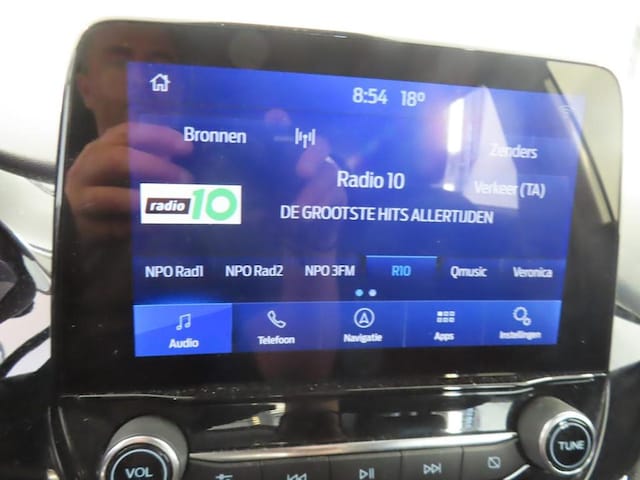 8:54 18°
Bronnen
Zenders
Radio 10
Verkeer (TA)
radio 10
DE GROOTSTE HITS ALLERTIJDEN
NPO Rad1 NPO Rad2 NPO 3FM R10 Qmusic Veronica
Audio Telefoon Navigatie Apps Instellingen
VOL TUNE